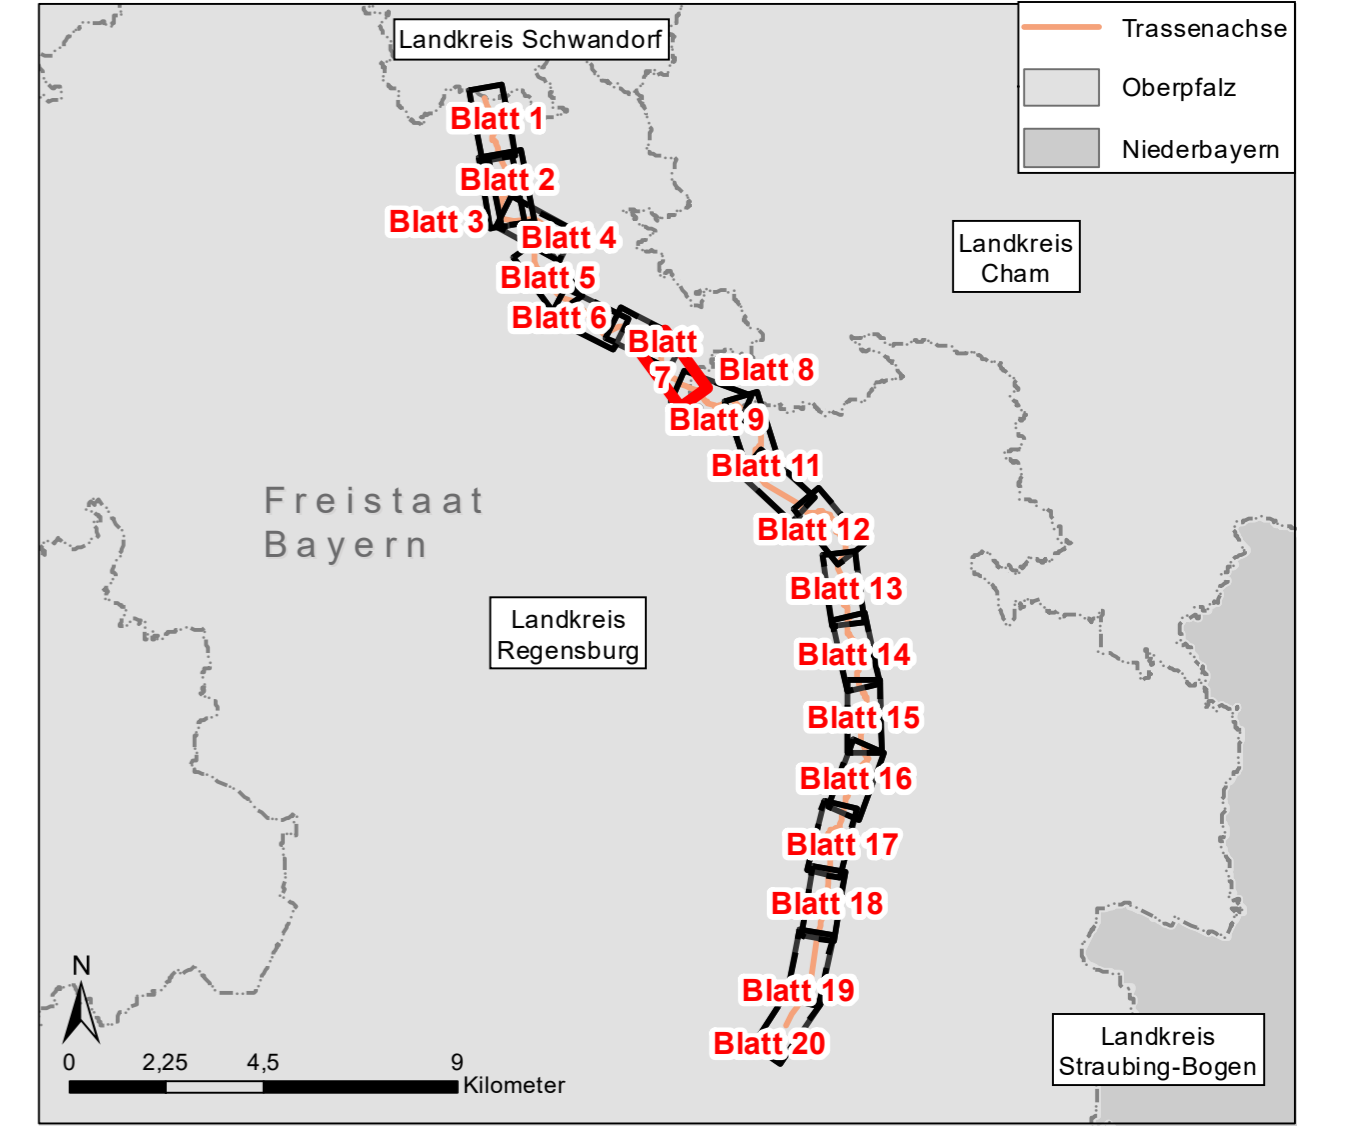 Landkreis Schwandorf
Trassenachse
Oberpfalz
Niederbayern
Blatt 1
Blatt 2
Blatt 3
Blatt 4
Blatt 5
Blatt 6
Blatt
7
Blatt 8
Blatt 9
Blatt 11
Blatt 12
Blatt 13
Blatt 14
Blatt 15
Blatt 16
Blatt 17
Blatt 18
Blatt 19
Blatt 20
Landkreis
Cham
Freistaat
Bayern
Landkreis
Regensburg
Landkreis
Straubing-Bogen
N
0 2,25 4,5 9
Kilometer